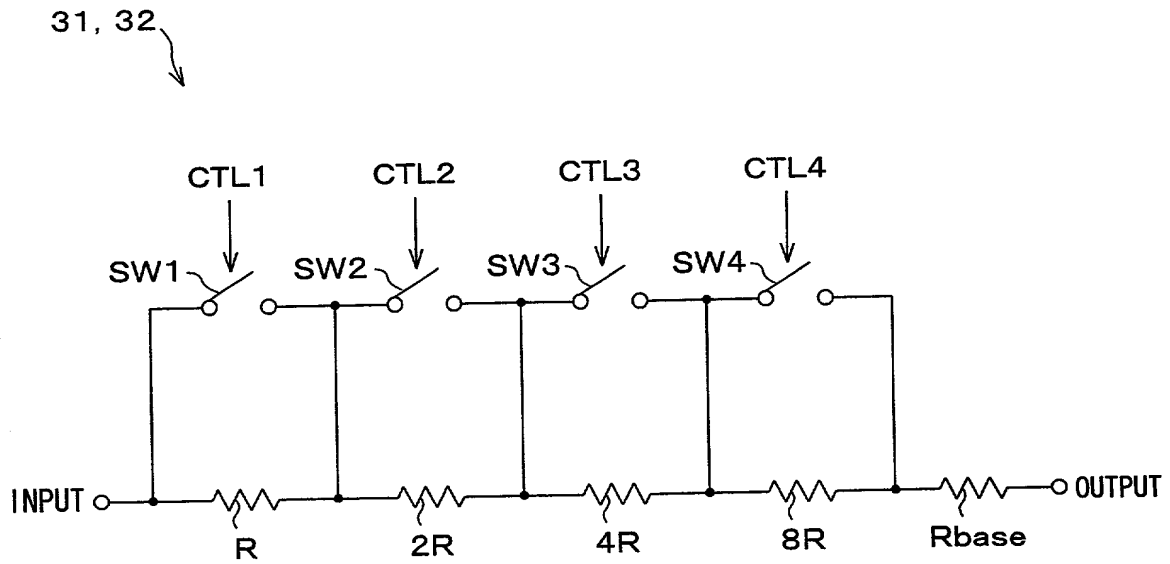 31, 32
CTL1 CTL2 CTL3 CTL4
SW1 SW2 SW3 SW4
INPUT OUTPUT
R 2R 4R 8R Rbase